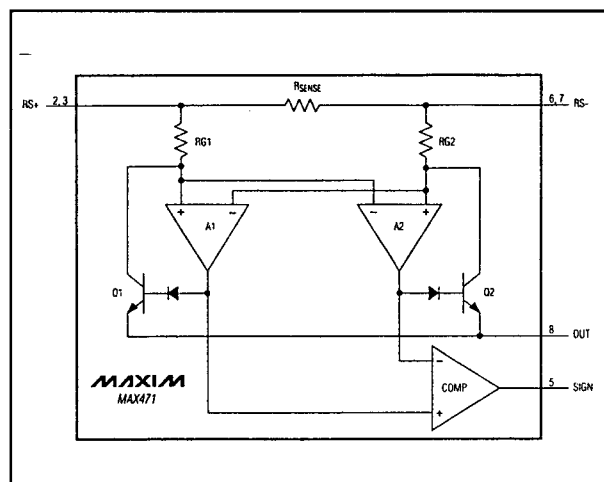 RSENSE
RS+ 2,3
6,7 RS-
RG1
RG2
+ −
− +
A1
A2
Q1
Q2
8 OUT
−
5 SIGN
COMP
+
MAXIM
MAX471